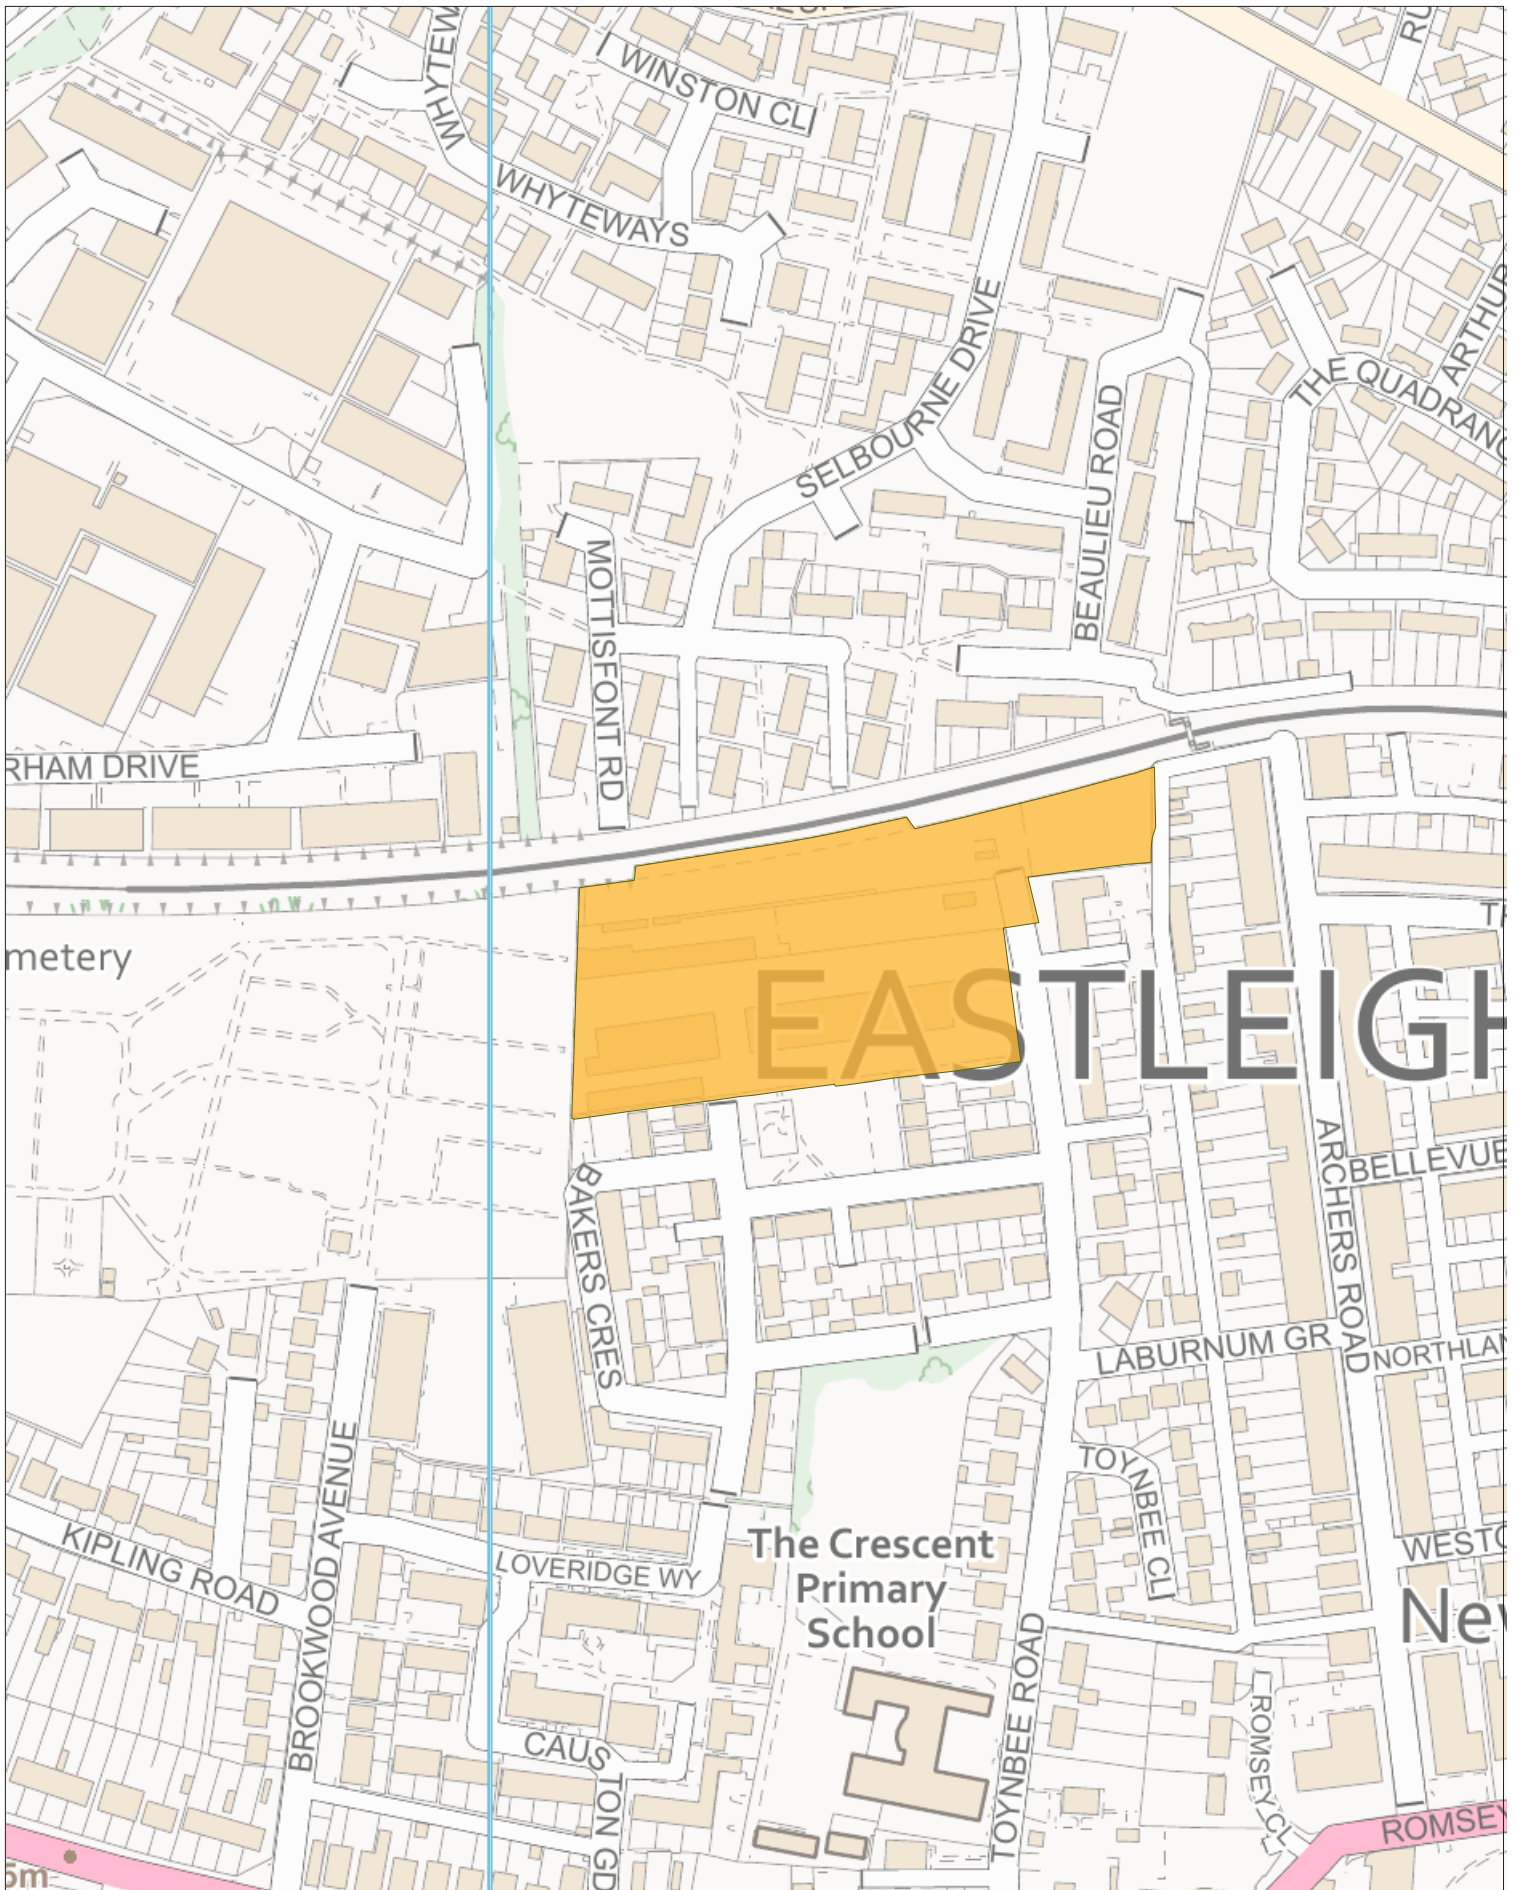 WINSTON CL
WHYTEWAYS
SELBOURNE DRIVE
BEAULIEU ROAD
THE QUADRANG
ARTHUR
MOTTISFONT RD
RHAM DRIVE
metery
EASTLEIGH
BAKERS CRES
ARCHERS ROAD
BELLEVUE
LABURNUM GR
NORTHLAN
TOYNBEE CL
KIPLING ROAD
BROOKWOOD AVENUE
LOVERIDGE WY
The Crescent
Primary
School
WESTO
New
TOYNBEE ROAD
CAUSTON GD
ROMSEY CL
ROMSEY
5m